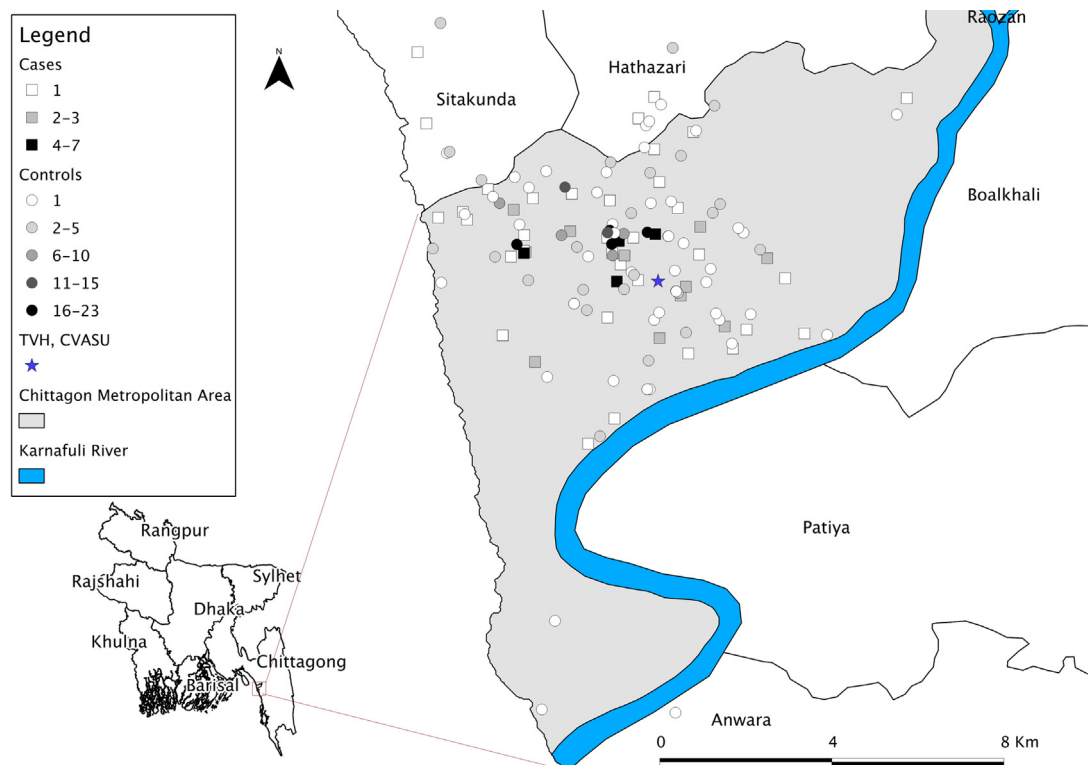 Legend
Cases
1
2-3
4-7
Controls
1
2-5
6-10
11-15
16-23
TVH, CVASU
Chittagon Metropolitan Area
Karnafuli River
N
Raozan
Hathazari
Sitakunda
Boalkhali
Patiya
Anwara
Rangpur
Rajshahi
Sylhet
Dhaka
Khulna
Chittagong
Barisal
0 4 8 Km